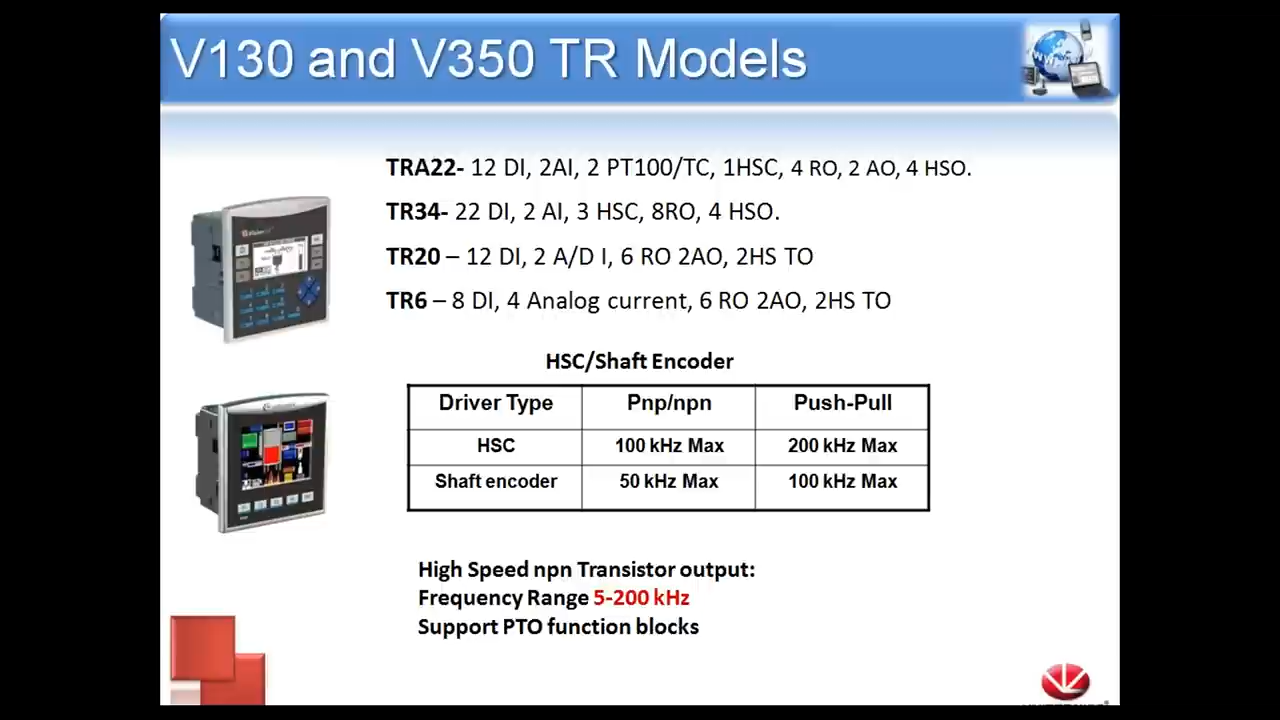 V130 and V350 TR Models
TRA22- 12 DI, 2AI, 2 PT100/TC, 1HSC, 4 RO, 2 AO, 4 HSO.
TR34- 22 DI, 2 AI, 3 HSC, 8RO, 4 HSO.
TR20 – 12 DI, 2 A/D I, 6 RO 2AO, 2HS TO
TR6 – 8 DI, 4 Analog current, 6 RO 2AO, 2HS TO
HSC/Shaft Encoder
Driver Type Pnp/npn Push-Pull
HSC 100 kHz Max 200 kHz Max
Shaft encoder 50 kHz Max 100 kHz Max
High Speed npn Transistor output:
Frequency Range 5-200 kHz
Support PTO function blocks